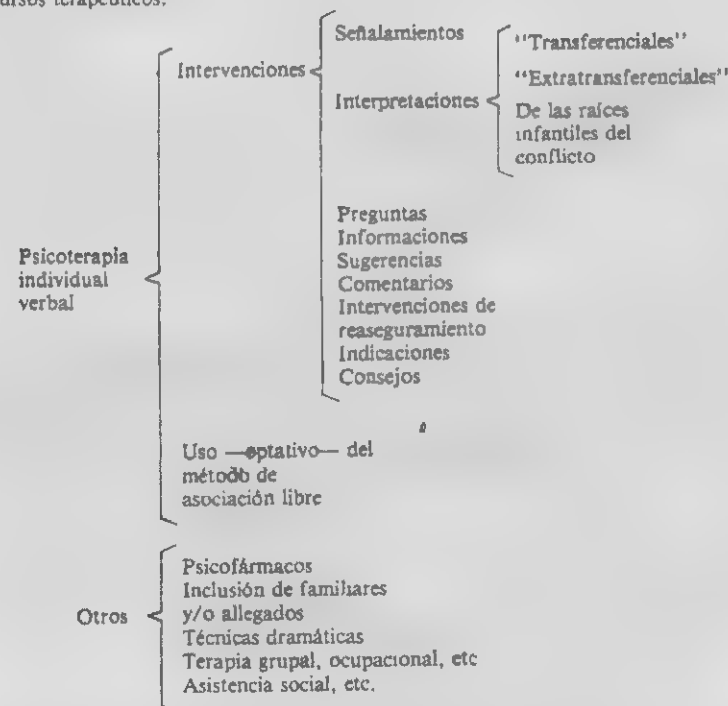 terapéuticos:
Señalamientos
"Transferenciales"
Intervenciones
"Extratransferenciales"
Interpretaciones
De las raíces
infantiles del
conflicto
Preguntas
Informaciones
Sugerencias
Comentarios
Intervenciones de
reaseguramiento
Indicaciones
Consejos
Psicoterapia
individual
verbal
Uso —optativo— del
método de
asociación libre
Psicofármacos
Inclusión de familiares
Otros
y/o allegados
Técnicas dramáticas
Terapia grupal, ocupacional, etc
Asistencia social, etc.